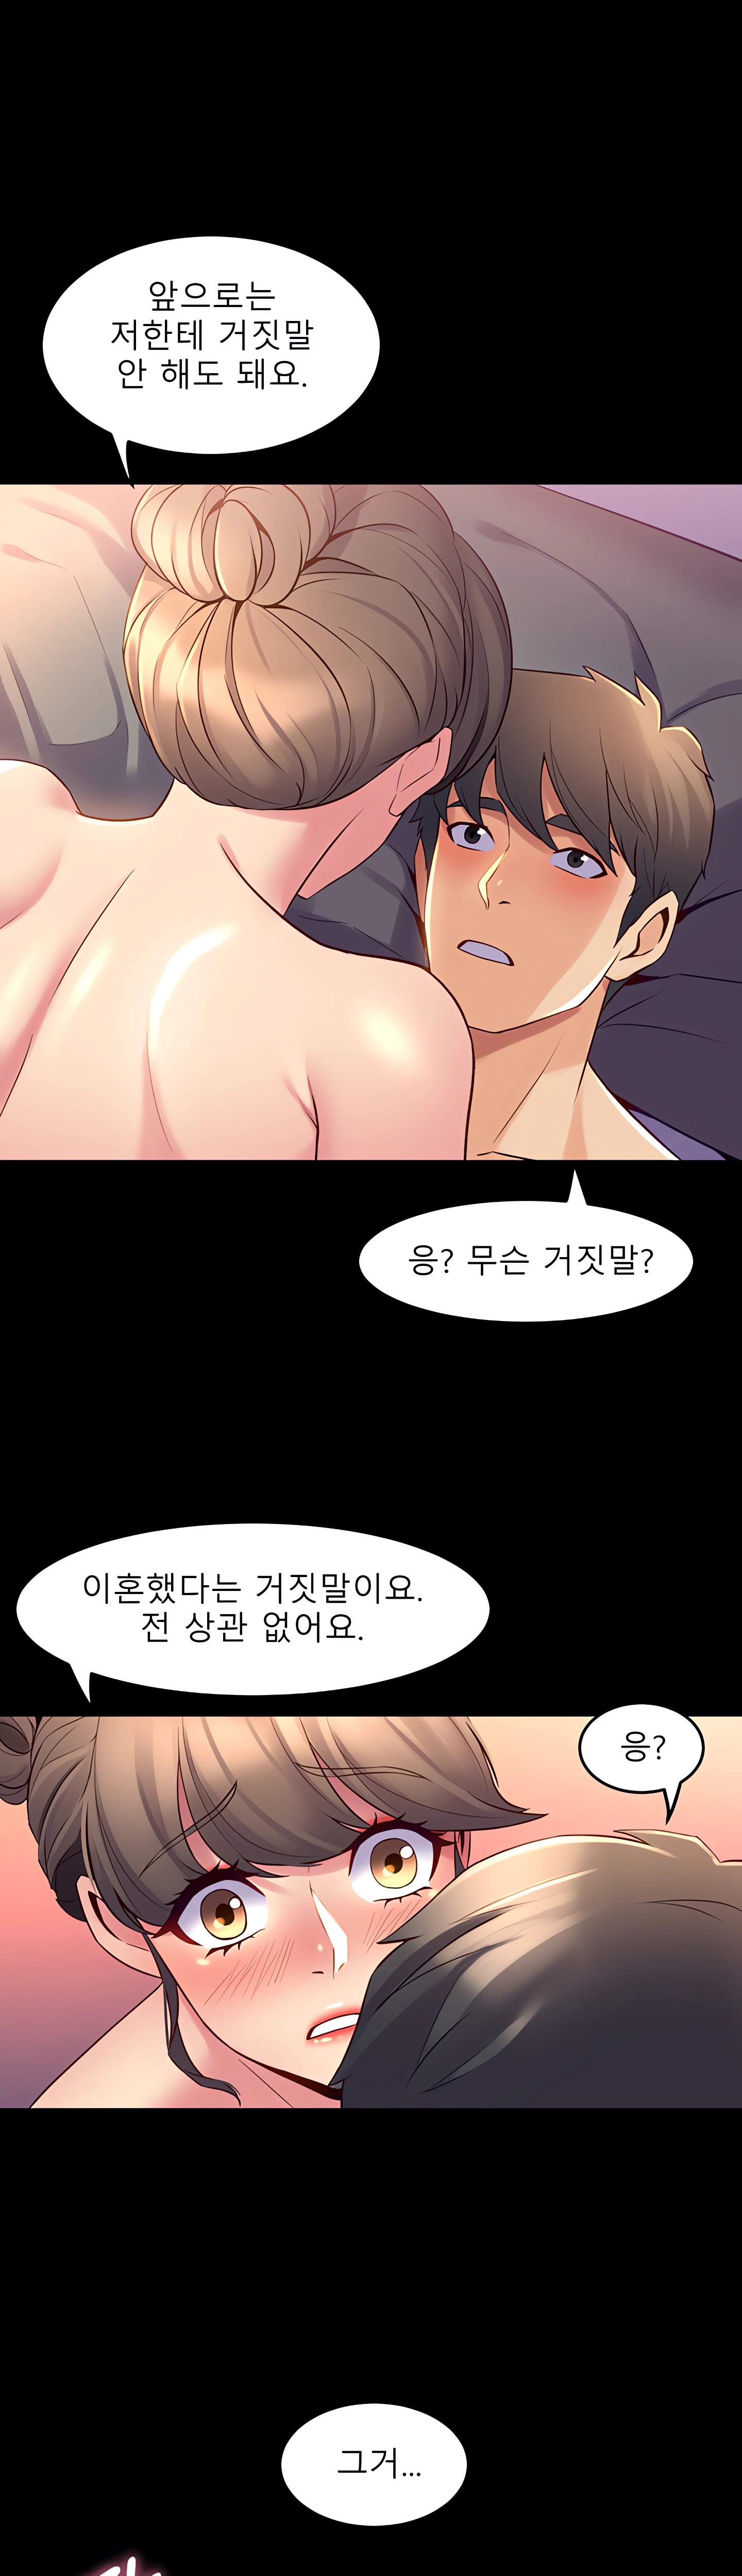 앞으로는
저한테 거짓말
안 해도 돼요.
응? 무슨 거짓말?
이혼했다는 거짓말이요.
전 상관 없어요.
응?
그거...